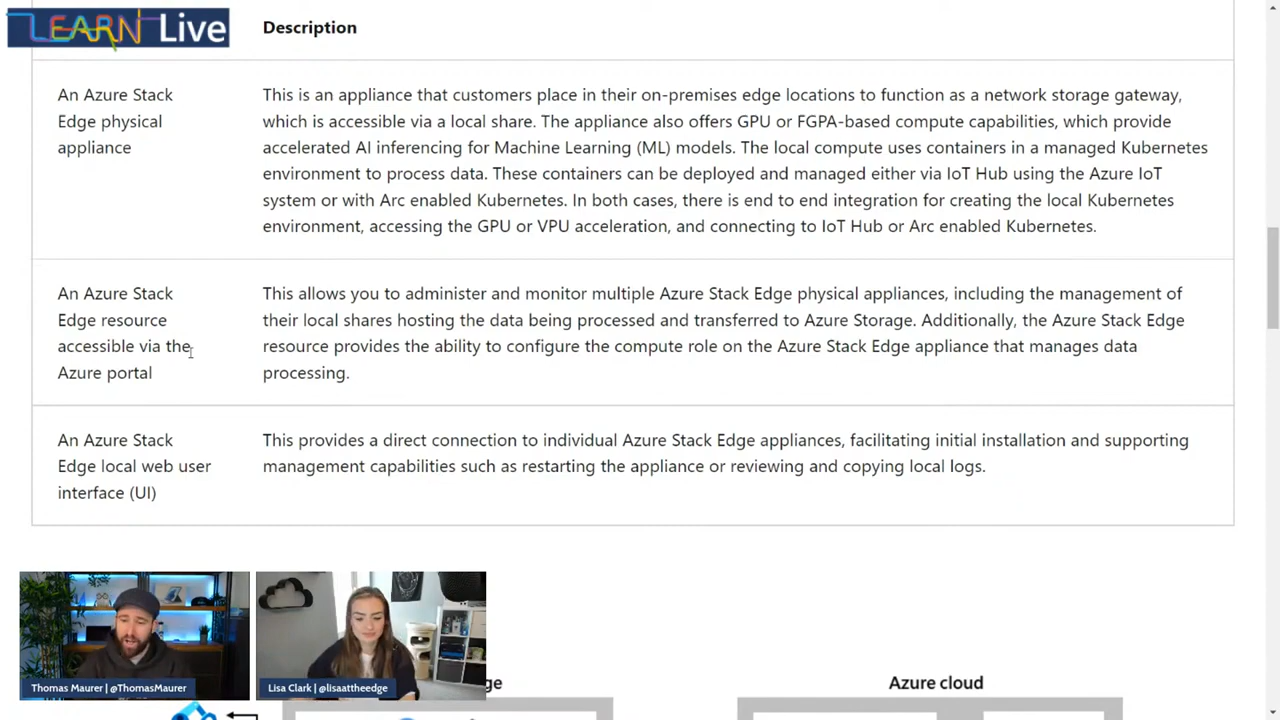 LEARN Live
Description
An Azure Stack
Edge physical
appliance
This is an appliance that customers place in their on-premises edge locations to function as a network storage gateway,
which is accessible via a local share. The appliance also offers GPU or FGPA-based compute capabilities, which provide
accelerated AI inferencing for Machine Learning (ML) models. The local compute uses containers in a managed Kubernetes
environment to process data. These containers can be deployed and managed either via IoT Hub using the Azure IoT
system or with Arc enabled Kubernetes. In both cases, there is end to end integration for creating the local Kubernetes
environment, accessing the GPU or VPU acceleration, and connecting to IoT Hub or Arc enabled Kubernetes.
An Azure Stack
Edge resource
accessible via the
Azure portal
This allows you to administer and monitor multiple Azure Stack Edge physical appliances, including the management of
their local shares hosting the data being processed and transferred to Azure Storage. Additionally, the Azure Stack Edge
resource provides the ability to configure the compute role on the Azure Stack Edge appliance that manages data
processing.
An Azure Stack
Edge local web user
interface (UI)
This provides a direct connection to individual Azure Stack Edge appliances, facilitating initial installation and supporting
management capabilities such as restarting the appliance or reviewing and copying local logs.
Thomas Maurer | @ThomasMaurer
Lisa Clark | @lisaattheedge
Azure cloud